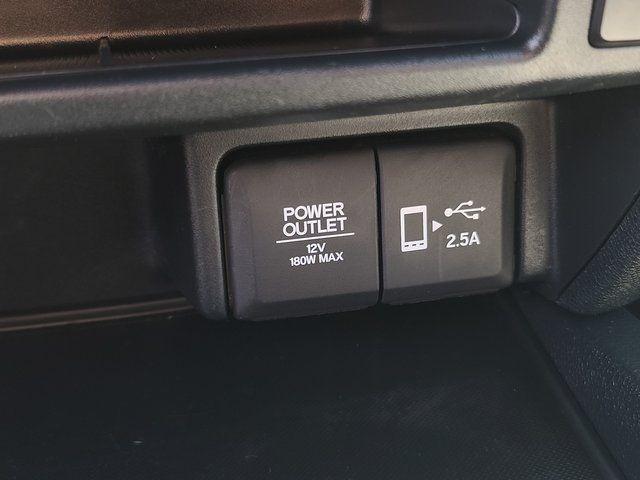 POWER
OUTLET
12V
180W MAX
2.5A